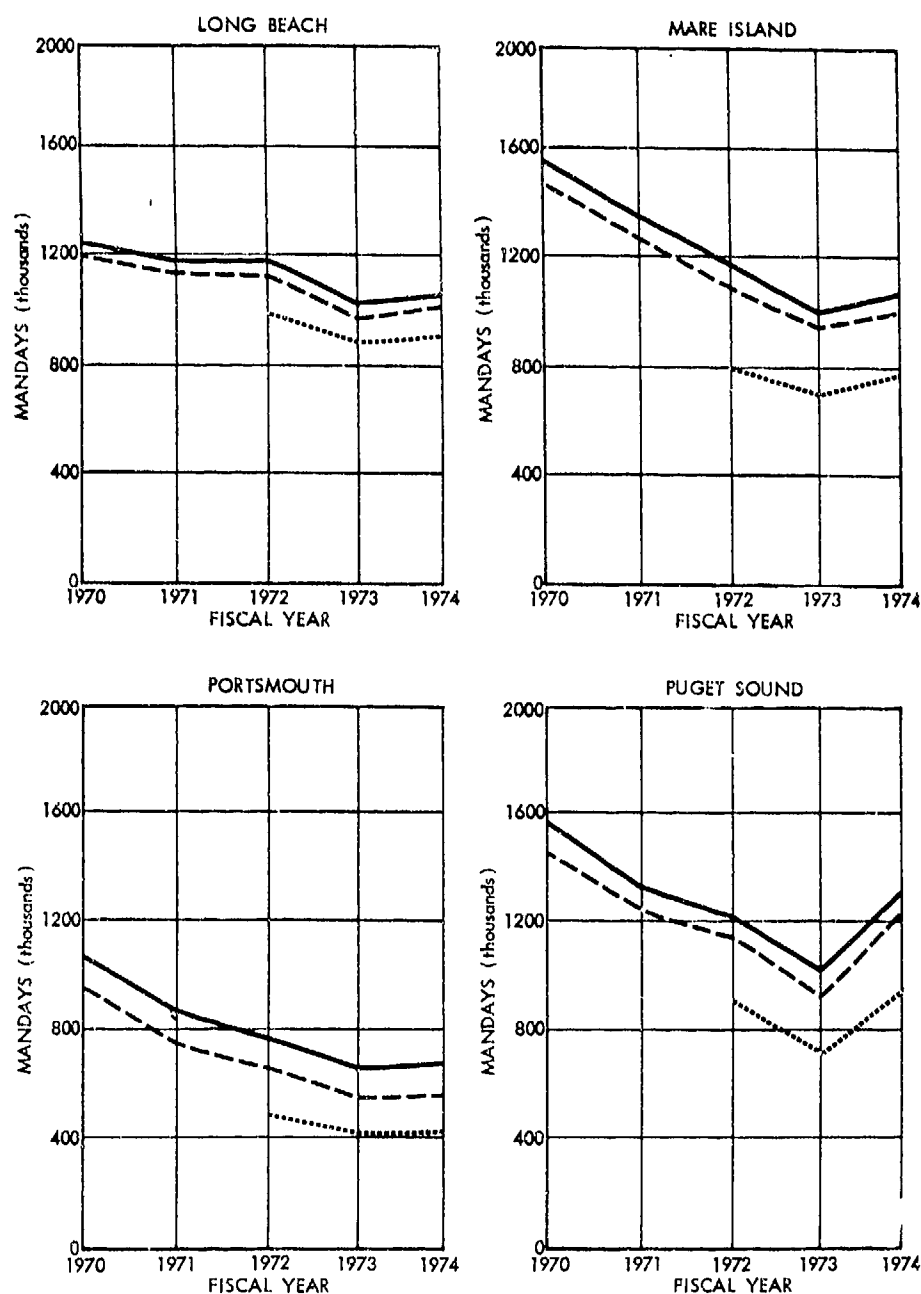 LONG BEACH
2000
1600
1200
800
400
0
MANDAYS (thousands)
1970 1971 1972 1973 1974
FISCAL YEAR
MARE ISLAND
2000
1600
1200
800
400
0
MANDAYS (thousands)
1970 1971 1972 1973 1974
FISCAL YEAR
PORTSMOUTH
2000
1600
1200
800
400
0
MANDAYS (thousands)
1970 1971 1972 1973 1974
FISCAL YEAR
PUGET SOUND
2000
1600
1200
800
400
0
MANDAYS (thousands)
1970 1971 1972 1973 1974
FISCAL YEAR